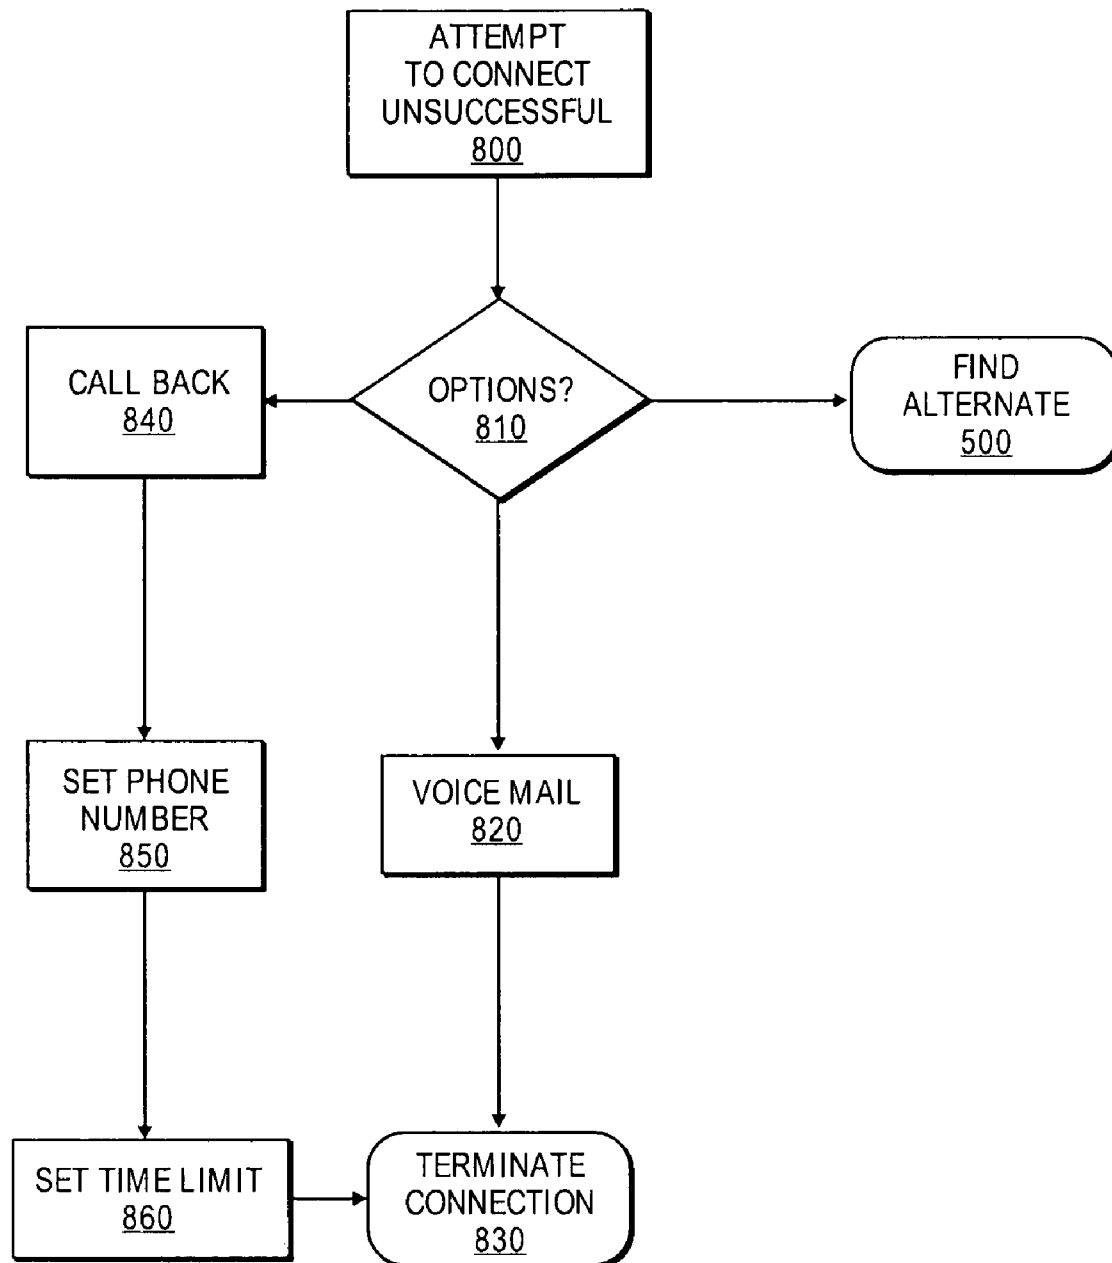 ATTEMPT
TO CONNECT
UNSUCCESSFUL
800
CALL BACK
840
OPTIONS?
810
FIND
ALTERNATE
500
SET PHONE
NUMBER
850
VOICE MAIL
820
SET TIME LIMIT
860
TERMINATE
CONNECTION
830